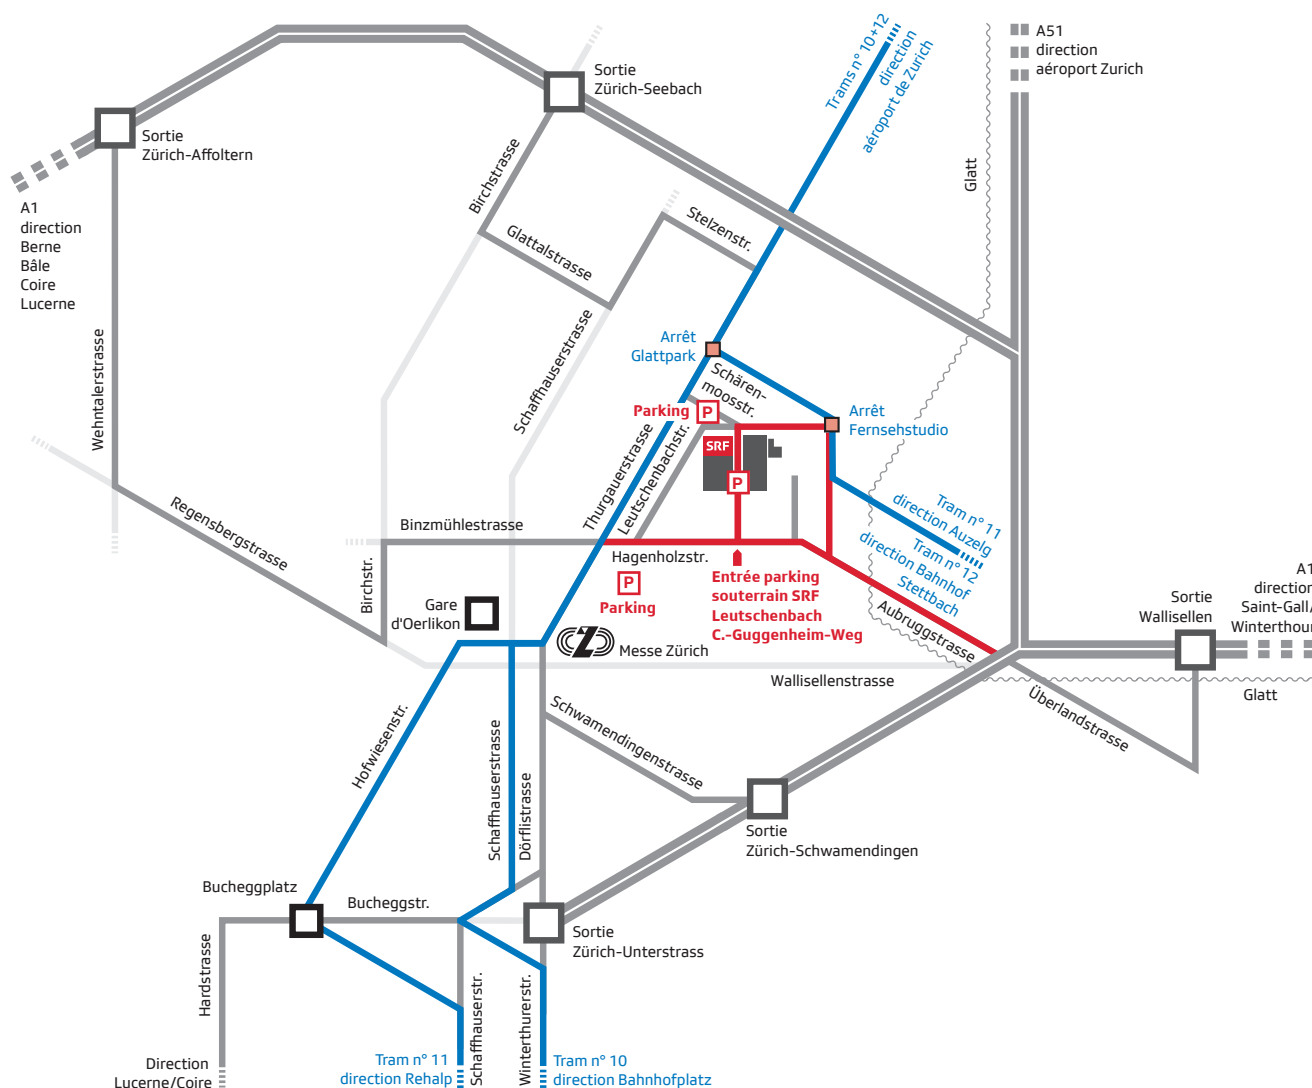 Trams n° 10+12
direction
aéroport de Zurich
A51
direction
aéroport Zurich
Sortie
Zürich-Seebach
Sortie
Zürich-Affoltern
A1
direction
Berne
Bâle
Coire
Lucerne
Birchstrasse
Glattalstrasse
Stelzenstr.
Glatt
Schaffhauserstrasse
Wehntalerstrasse
Arrêt
Glattpark
Schären-
moosstr.
Parking
P
Arrêt
Fernsehstudio
SRF
P
Thurgauerstrasse
Leutschenbachstr.
Regensbergstrasse
Binzmühlestrasse
Birchstr.
Hagenholzstr.
P
Parking
Entrée parking
souterrain SRF
Leutschenbach
C.-Guggenheim-Weg
Tram n° 11
direction Auzelg
Tram n° 12
direction Bahnhof
Stettbach
Aubruggstrasse
Gare
d'Oerlikon
Z
Messe Zürich
Sortie
Wallisellen
A1
direction
Saint-Gall/
Winterthour
Wallisellenstrasse
Glatt
Überlandstrasse
Hofwiesenstr.
Schaffhauserstrasse
Dörflistrasse
Schwamendingenstrasse
Sortie
Zürich-Schwamendingen
Bucheggplatz
Bucheggstr.
Sortie
Zürich-Unterstrass
Hardstrasse
Schaffhauserstr.
Winterthurerstr.
Direction
Lucerne/Coire
Tram n° 11
direction Rehalp
Tram n° 10
direction Bahnhofplatz